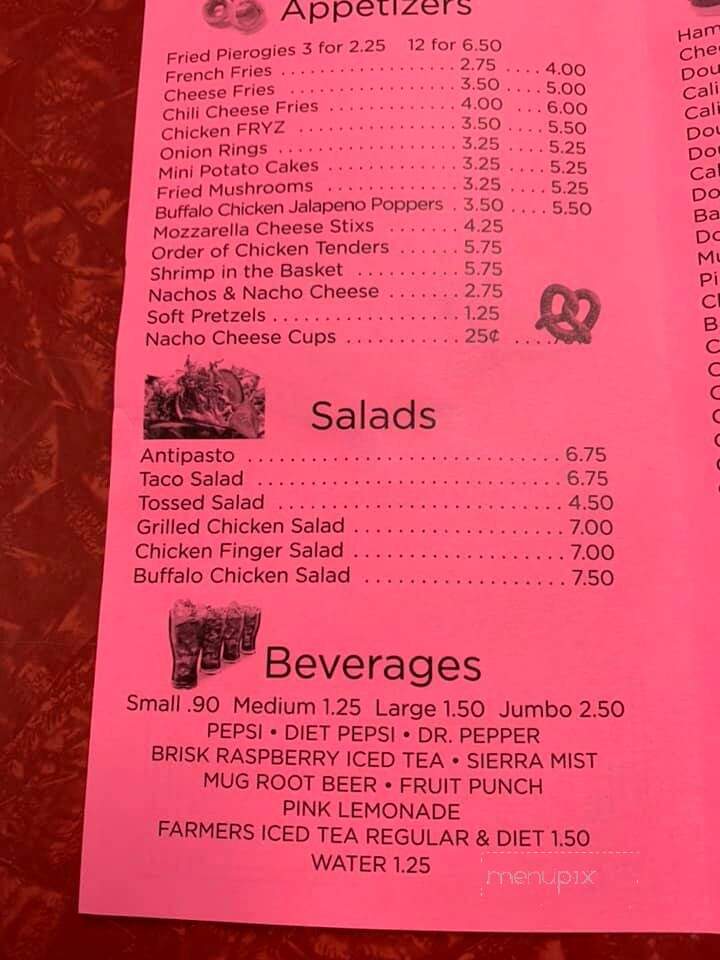 Appetizers
Fried Pierogies 3 for 2.25 12 for 6.50
French Fries 2.75 4.00
Cheese Fries 3.50 5.00
Chili Cheese Fries 4.00 6.00
Chicken FRYZ 3.50 5.50
Onion Rings 3.25 5.25
Mini Potato Cakes 3.25 5.25
Fried Mushrooms 3.25 5.25
Buffalo Chicken Jalapeno Poppers 3.50 5.50
Mozzarella Cheese Stixs 4.25
Order of Chicken Tenders 5.75
Shrimp in the Basket 5.75
Nachos & Nacho Cheese 2.75
Soft Pretzels 1.25
Nacho Cheese Cups 25¢
Salads
Antipasto 6.75
Taco Salad 6.75
Tossed Salad 4.50
Grilled Chicken Salad 7.00
Chicken Finger Salad 7.00
Buffalo Chicken Salad 7.50
Beverages
Small .90 Medium 1.25 Large 1.50 Jumbo 2.50
PEPSI • DIET PEPSI • DR. PEPPER
BRISK RASPBERRY ICED TEA • SIERRA MIST
MUG ROOT BEER • FRUIT PUNCH
PINK LEMONADE
FARMERS ICED TEA REGULAR & DIET 1.50
WATER 1.25
menupix